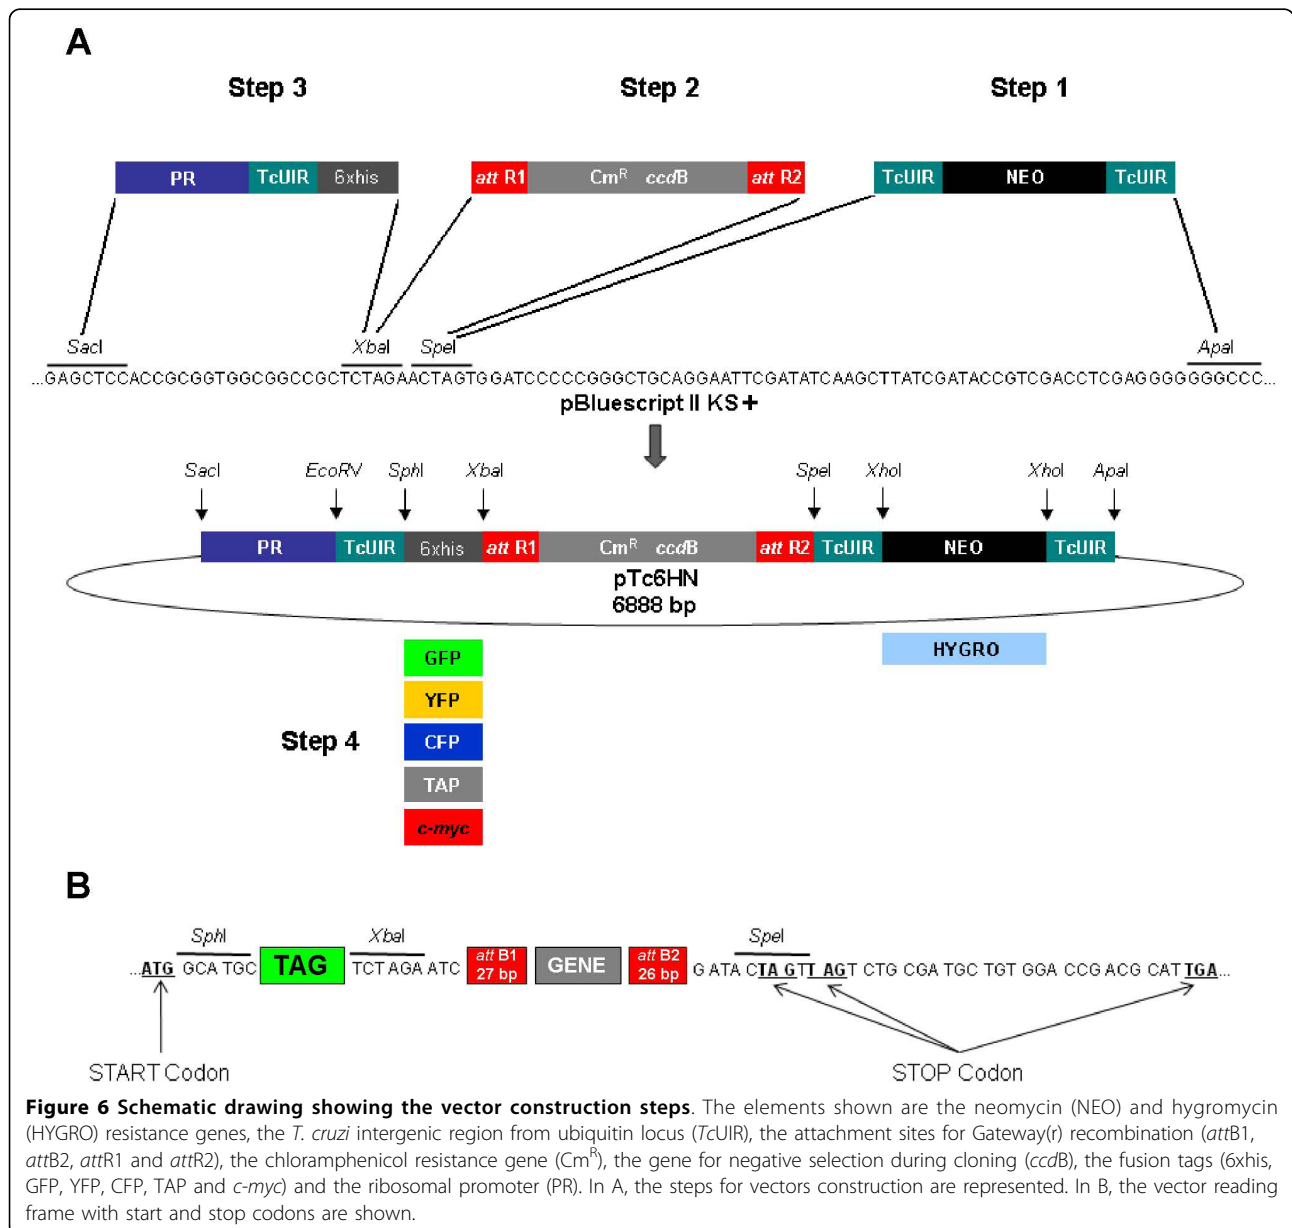 A
Step 3 Step 2 Step 1
PR TcUIR 6xhis att R1 CmR ccdB att R2 TcUIR NEO TcUIR
SacI XbaI SpeI ApaI
...GAGCTCCACCGCGGTGGCGGCCGCTCTAGAACTAGTGGATCCCCCGGGCTGCAGGAATTCGATATCAAGCTTATCGATACCGTCGACCTCGAGGGGGGGCCC...
pBluescript II KS+
SacI EcoRV SphI XbaI SpeI XhoI XhoI ApaI
PR TcUIR 6xhis att R1 CmR ccdB att R2 TcUIR NEO TcUIR
pTc6HN
6888 bp
GFP HYGRO
YFP
Step 4 CFP
TAP
c-myc
B
SphI XbaI SpeI
...ATG GCA TGC TAG TCT AGA ATC att B1 27 bp GENE att B2 26 bp G ATA CTA GTT AGT CTG CGA TGC TGT GGA CCG ACG CAT TGA...
START Codon STOP Codon
Figure 6 Schematic drawing showing the vector construction steps. The elements shown are the neomycin (NEO) and hygromycin
(HYGRO) resistance genes, the T. cruzi intergenic region from ubiquitin locus (TcUIR), the attachment sites for Gateway(r) recombination (attB1,
attB2, attR1 and attR2), the chloramphenicol resistance gene (CmR), the gene for negative selection during cloning (ccdB), the fusion tags (6xhis,
GFP, YFP, CFP, TAP and c-myc) and the ribosomal promoter (PR). In A, the steps for vectors construction are represented. In B, the vector reading
frame with start and stop codons are shown.